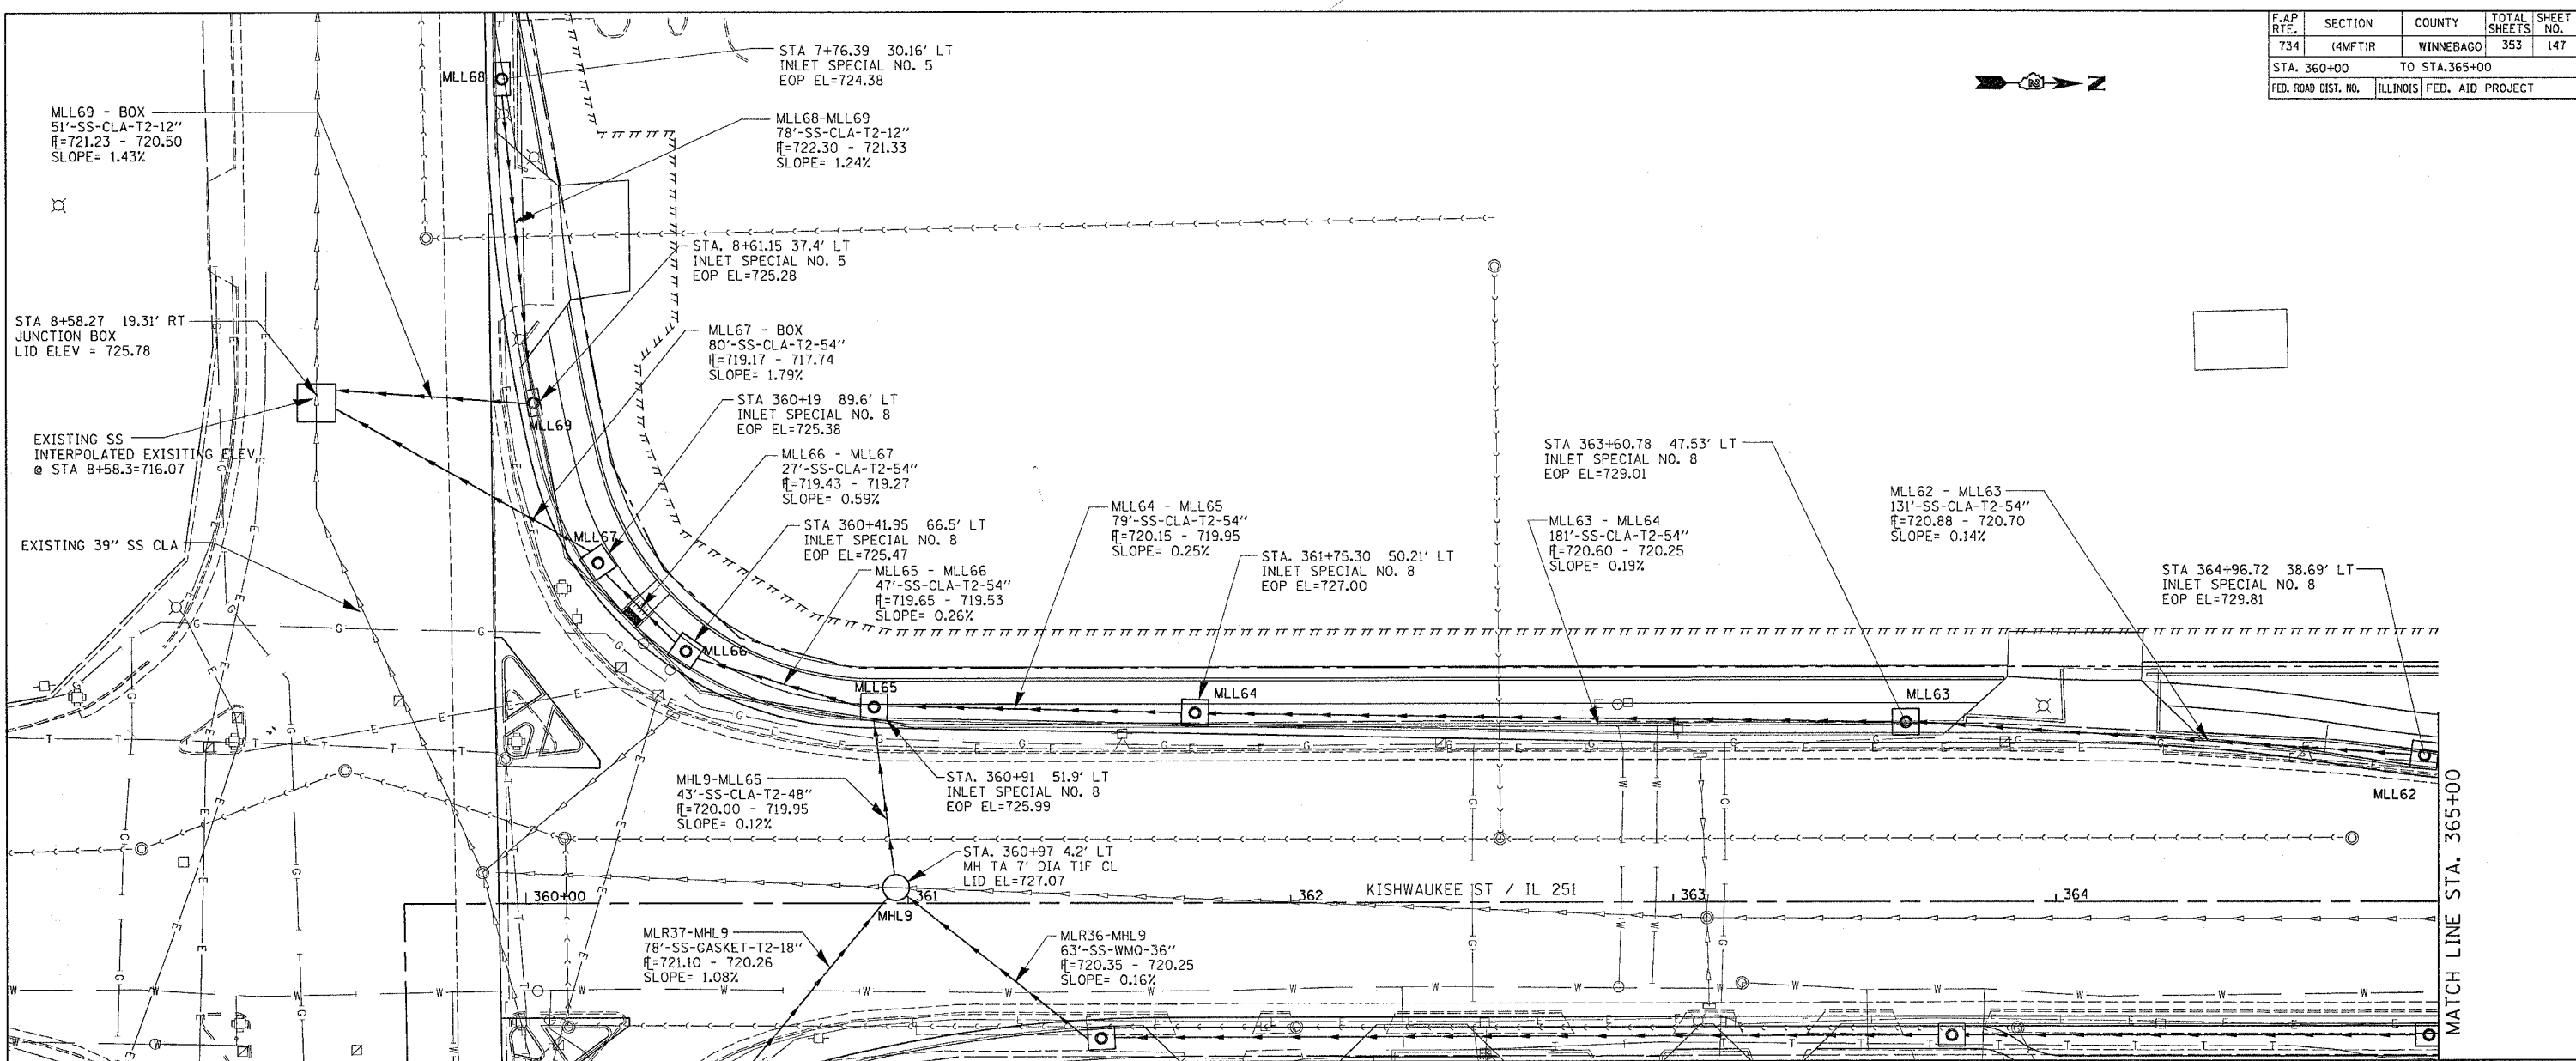 F.A.P RTE. SECTION COUNTY TOTAL SHEETS SHEET NO.
734 (4MFT)R WINNEBAGO 353 147
STA. 360+00 TO STA.365+00
FED. ROAD DIST. NO. ILLINOIS FED. AID PROJECT
N
MLL68
STA 7+76.39 30.16' LT
INLET SPECIAL NO. 5
EOP EL=724.38
MLL69 - BOX
51'-SS-CLA-T2-12"
FL=721.23 - 720.50
SLOPE= 1.43%
MLL68-MLL69
78'-SS-CLA-T2-12"
FL=722.30 - 721.33
SLOPE= 1.24%
STA. 8+61.15 37.4' LT
INLET SPECIAL NO. 5
EOP EL=725.28
STA 8+58.27 19.31' RT
JUNCTION BOX
LID ELEV = 725.78
MLL67 - BOX
80'-SS-CLA-T2-54"
FL=719.17 - 717.74
SLOPE= 1.79%
STA 360+19 89.6' LT
INLET SPECIAL NO. 8
EOP EL=725.38
MLL69
EXISTING SS
INTERPOLATED EXISITING ELEV
@ STA 8+58.3=716.07
MLL66 - MLL67
27'-SS-CLA-T2-54"
FL=719.43 - 719.27
SLOPE= 0.59%
STA 363+60.78 47.53' LT
INLET SPECIAL NO. 8
EOP EL=729.01
MLL62 - MLL63
131'-SS-CLA-T2-54"
FL=720.88 - 720.70
SLOPE= 0.14%
MLL64 - MLL65
79'-SS-CLA-T2-54"
FL=720.15 - 719.95
SLOPE= 0.25%
STA 360+41.95 66.5' LT
INLET SPECIAL NO. 8
EOP EL=725.47
MLL63 - MLL64
181'-SS-CLA-T2-54"
FL=720.60 - 720.25
SLOPE= 0.19%
EXISTING 39" SS CLA
MLL67
STA. 361+75.30 50.21' LT
INLET SPECIAL NO. 8
EOP EL=727.00
MLL65 - MLL66
47'-SS-CLA-T2-54"
FL=719.65 - 719.53
SLOPE= 0.26%
STA 364+96.72 38.69' LT
INLET SPECIAL NO. 8
EOP EL=729.81
MLL66
MLL65
MLL64
MLL63
MHL9-MLL65
43'-SS-CLA-T2-48"
FL=720.00 - 719.95
SLOPE= 0.12%
STA. 360+91 51.9' LT
INLET SPECIAL NO. 8
EOP EL=725.99
MLL62
STA. 360+97 4.2' LT
MH TA 7' DIA T1F CL
LID EL=727.07
KISHWAUKEE ST / IL 251
360+00 361 362 363 364
MHL9
MLR37-MHL9
78'-SS-GASKET-T2-18"
FL=721.10 - 720.26
SLOPE= 1.08%
MLR36-MHL9
63'-SS-WMQ-36"
FL=720.35 - 720.25
SLOPE= 0.16%
MATCH LINE STA. 365+00